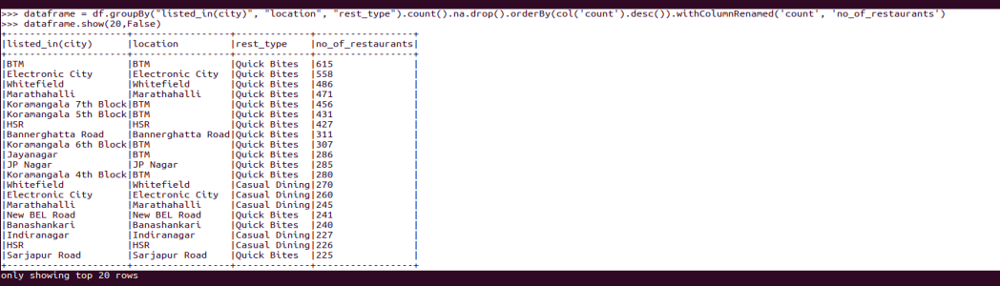 >>> dataframe = df.groupBy("listed_in(city)", "location", "rest_type").count().na.drop().orderBy(col('count').desc()).withColumnRenamed('count', 'no_of_restaurants')
>>> dataframe.show(20,False)
+---------------------+-----------------+-------------+-----------------+
|listed_in(city)      |location         |rest_type    |no_of_restaurants|
+---------------------+-----------------+-------------+-----------------+
|BTM                  |BTM              |Quick Bites  |615              |
|Electronic City      |Electronic City  |Quick Bites  |558              |
|Whitefield           |Whitefield       |Quick Bites  |486              |
|Marathahalli         |Marathahalli     |Quick Bites  |471              |
|Koramangala 7th Block|BTM              |Quick Bites  |456              |
|Koramangala 5th Block|BTM              |Quick Bites  |431              |
|HSR                  |HSR              |Quick Bites  |427              |
|Bannerghatta Road    |Bannerghatta Road|Quick Bites  |311              |
|Koramangala 6th Block|BTM              |Quick Bites  |307              |
|Jayanagar            |BTM              |Quick Bites  |286              |
|JP Nagar             |JP Nagar         |Quick Bites  |285              |
|Koramangala 4th Block|BTM              |Quick Bites  |280              |
|Whitefield           |Whitefield       |Casual Dining|270              |
|Electronic City      |Electronic City  |Casual Dining|260              |
|Marathahalli         |Marathahalli     |Casual Dining|245              |
|New BEL Road         |New BEL Road     |Quick Bites  |241              |
|Banashankari         |Banashankari     |Quick Bites  |240              |
|Indiranagar          |Indiranagar      |Casual Dining|227              |
|HSR                  |HSR              |Casual Dining|226              |
|Sarjapur Road        |Sarjapur Road    |Quick Bites  |225              |
+---------------------+-----------------+-------------+-----------------+
only showing top 20 rows